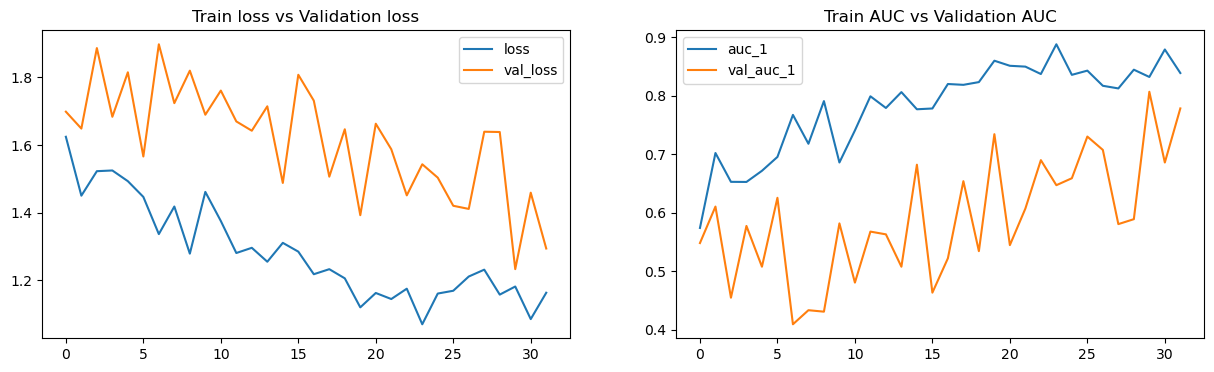 Train loss vs Validation loss
loss
val_loss
1.8
1.6
1.4
1.2
0 5 10 15 20 25 30
Train AUC vs Validation AUC
auc_1
val_auc_1
0.9
0.8
0.7
0.6
0.5
0.4
0 5 10 15 20 25 30